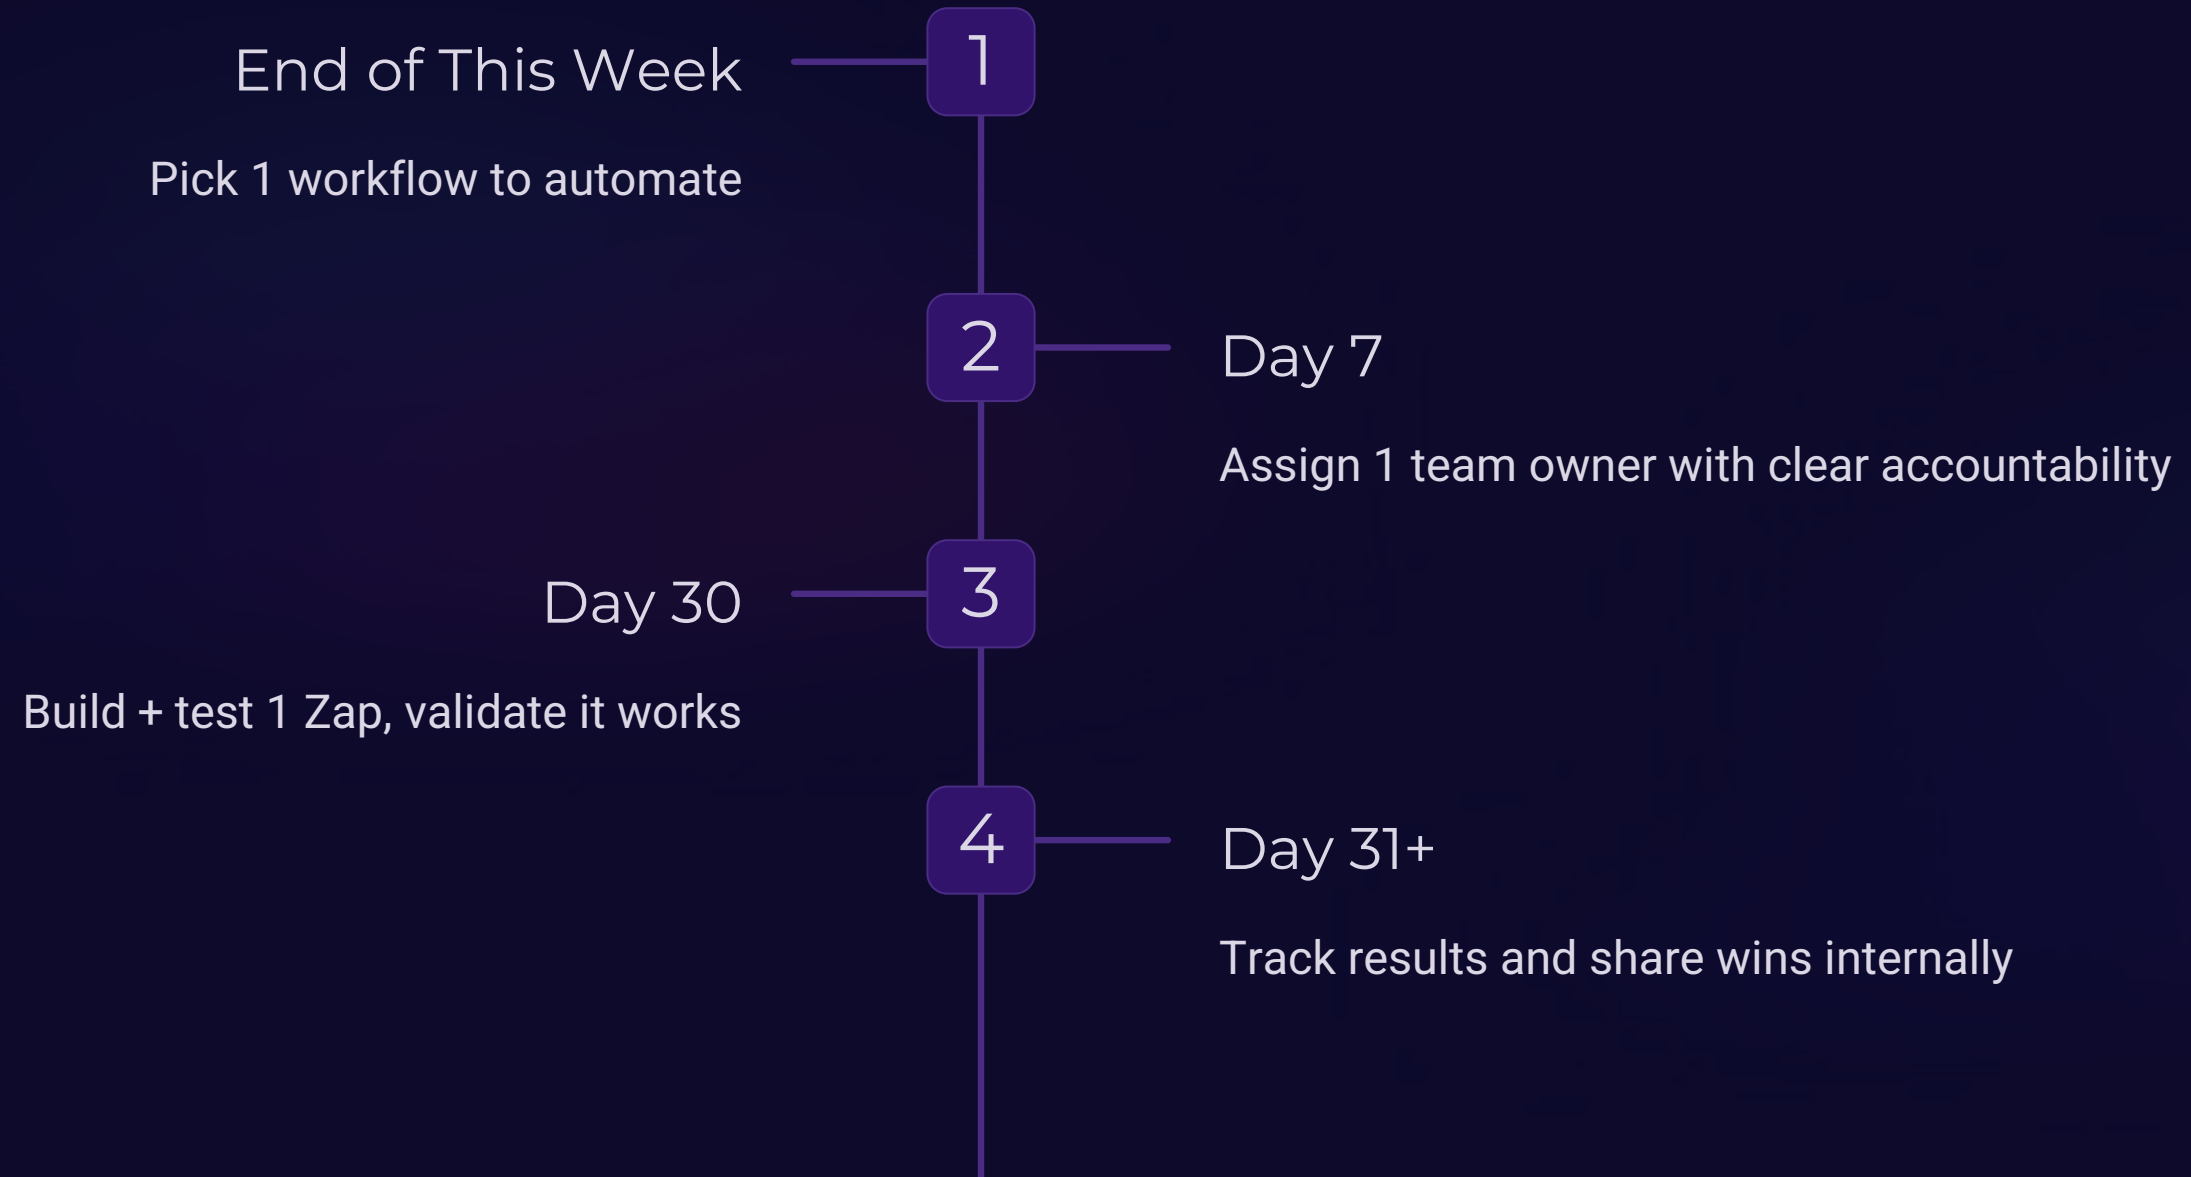 1
End of This Week
Pick 1 workflow to automate
2
Day 7
Assign 1 team owner with clear accountability
3
Day 30
Build + test 1 Zap, validate it works
4
Day 31+
Track results and share wins internally